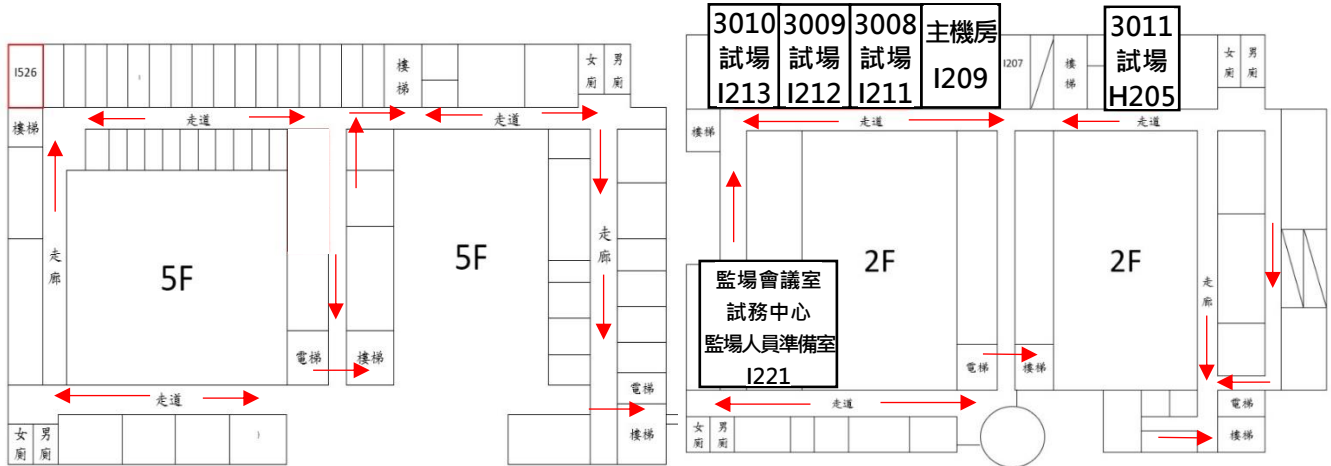 I526
樓梯
女廁
男廁
走道
走道
樓梯
走廊
5F
5F
走廊
電梯
樓梯
電梯
走道
樓梯
女廁
男廁
3010
試場
I213
3009
試場
I212
3008
試場
I211
主機房
I209
I207
樓梯
3011
試場
H205
女廁
男廁
走道
走道
樓梯
2F
2F
監場會議室
試務中心
監場人員準備室
I221
走廊
電梯
樓梯
走道
電梯
女廁
男廁
樓梯